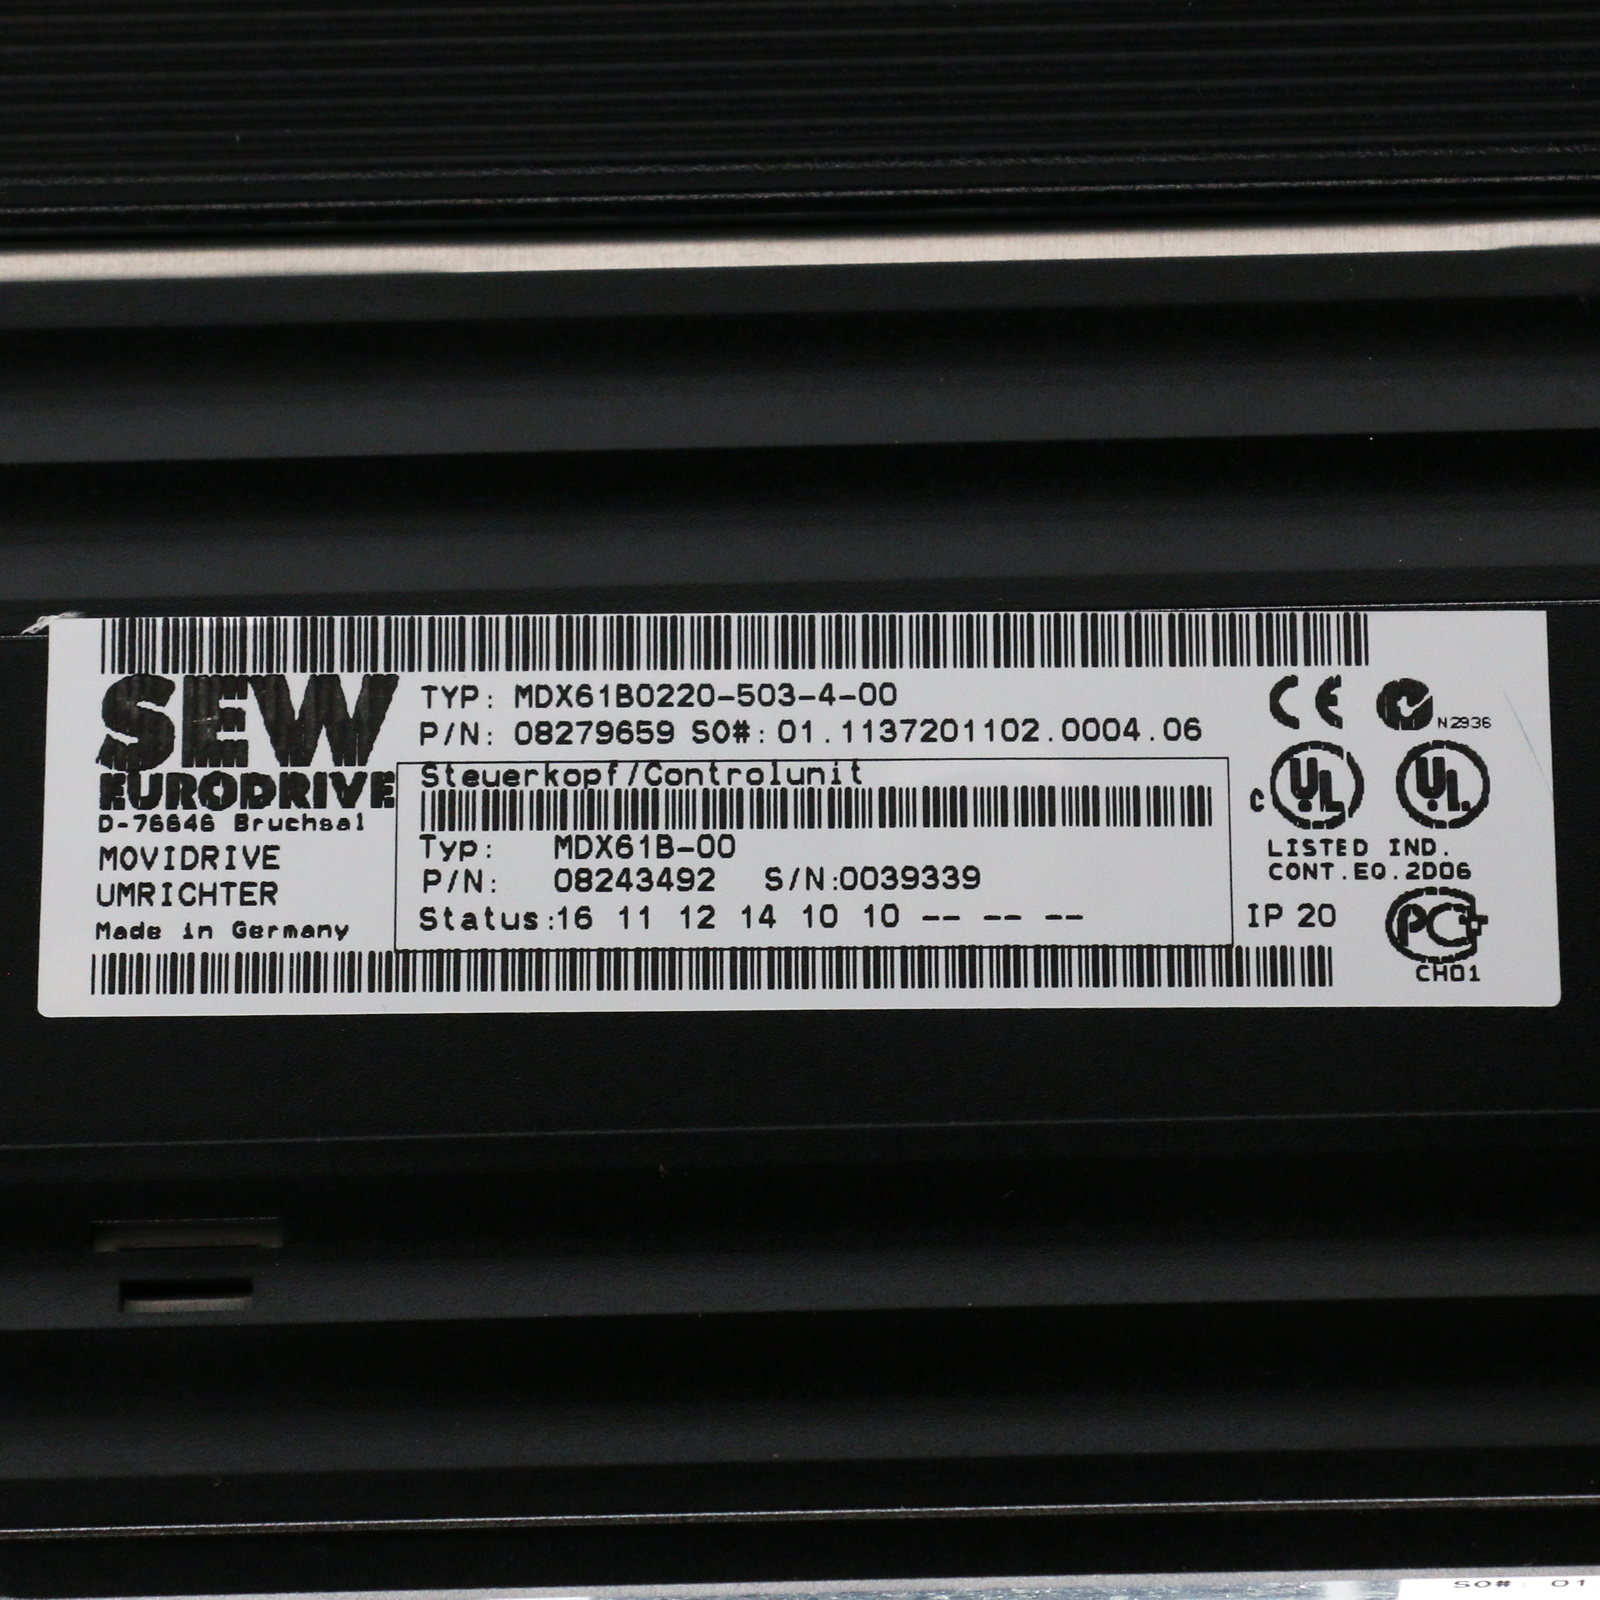 SEW
EURODRIVE
D-76646 Bruchsal
MOVIDRIVE
UMRICHTER
Made in Germany
TYP: MDX61B0220-503-4-00
P/N: 08279659 SO#: 01.1137201102.0004.06
Steuerkopf/Controlunit
Typ: MDX61B-00
P/N: 08243492 S/N:0039339
Status:16 11 12 14 10 10 -- -- --
CE
N2936
c UL UL
LISTED IND.
CONT.EQ.2D06
IP 20
PCT
CH01
SO#: 01